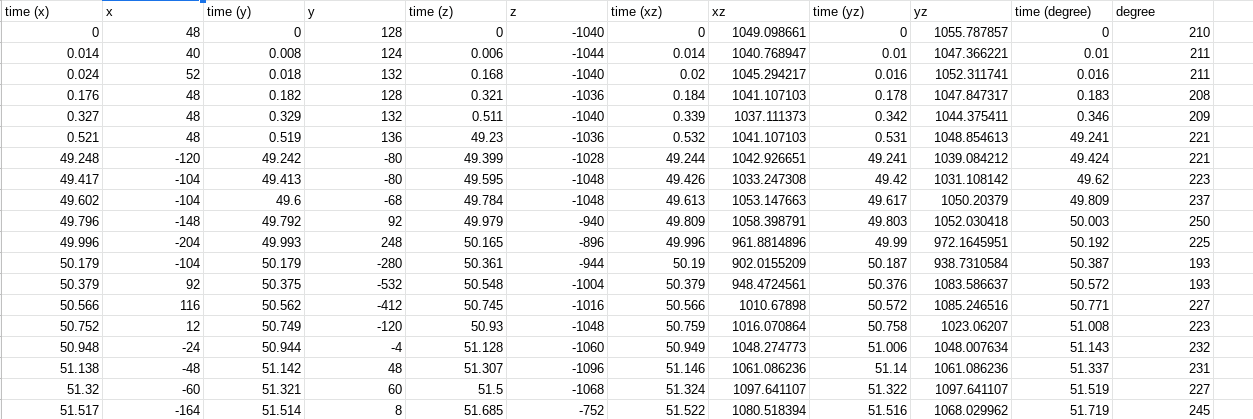 time (x) x time (y) y time (z) z time (xz) xz time (yz) yz time (degree) degree
0 48 0 128 0 -1040 0 1049.098661 0 1055.787857 0 210
0.014 40 0.008 124 0.006 -1044 0.014 1040.768947 0.01 1047.366221 0.01 211
0.024 52 0.018 132 0.168 -1040 0.02 1045.294217 0.016 1052.311741 0.016 211
0.176 48 0.182 128 0.321 -1036 0.184 1041.107103 0.178 1047.847317 0.183 208
0.327 48 0.329 132 0.511 -1040 0.339 1037.111373 0.342 1044.375411 0.346 209
0.521 48 0.519 136 49.23 -1036 0.532 1041.107103 0.531 1048.854613 49.241 221
49.248 -120 49.242 -80 49.399 -1028 49.244 1042.926651 49.241 1039.084212 49.424 221
49.417 -104 49.413 -80 49.595 -1048 49.426 1033.247308 49.42 1031.108142 49.62 223
49.602 -104 49.6 -68 49.784 -1048 49.613 1053.147663 49.617 1050.20379 49.809 237
49.796 -148 49.792 92 49.979 -940 49.809 1058.398791 49.803 1052.030418 50.003 250
49.996 -204 49.993 248 50.165 -896 49.996 961.8814896 49.99 972.1645951 50.192 225
50.179 -104 50.179 -280 50.361 -944 50.19 902.0155209 50.187 938.7310584 50.387 193
50.379 92 50.375 -532 50.548 -1004 50.379 948.4724561 50.376 1083.586637 50.572 193
50.566 116 50.562 -412 50.745 -1016 50.566 1010.67898 50.572 1085.246516 50.771 227
50.752 12 50.749 -120 50.93 -1048 50.759 1016.070864 50.758 1023.06207 51.008 223
50.948 -24 50.944 -4 51.128 -1060 50.949 1048.274773 51.006 1048.007634 51.143 232
51.138 -48 51.142 48 51.307 -1096 51.146 1061.086236 51.14 1061.086236 51.337 231
51.32 -60 51.321 60 51.5 -1068 51.324 1097.641107 51.322 1097.641107 51.519 227
51.517 -164 51.514 8 51.685 -752 51.522 1080.518394 51.516 1068.029962 51.719 245